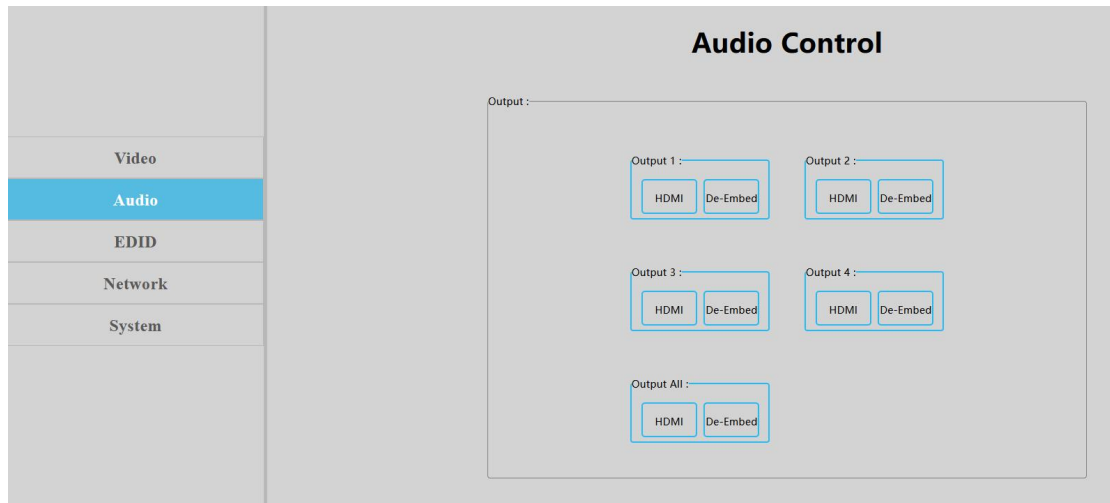 Audio Control
Video
Audio
EDID
Network
System
Output :
Output 1 :
HDMI De-Embed
Output 2 :
HDMI De-Embed
Output 3 :
HDMI De-Embed
Output 4 :
HDMI De-Embed
Output All :
HDMI De-Embed